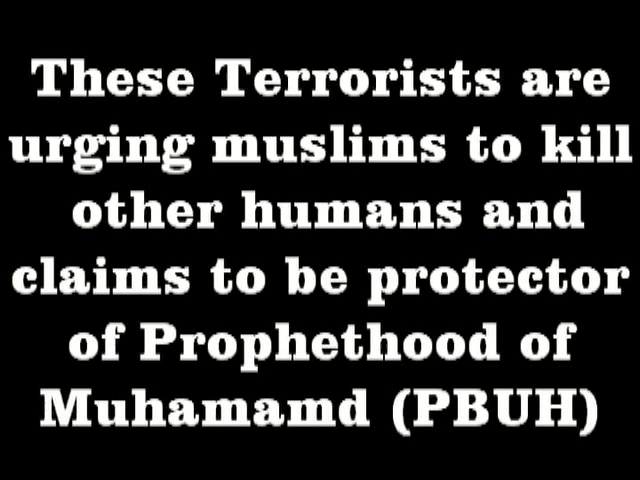 These Terrorists are
urging muslims to kill
other humans and
claims to be protector
of Prophethood of
Muhamamd (PBUH)